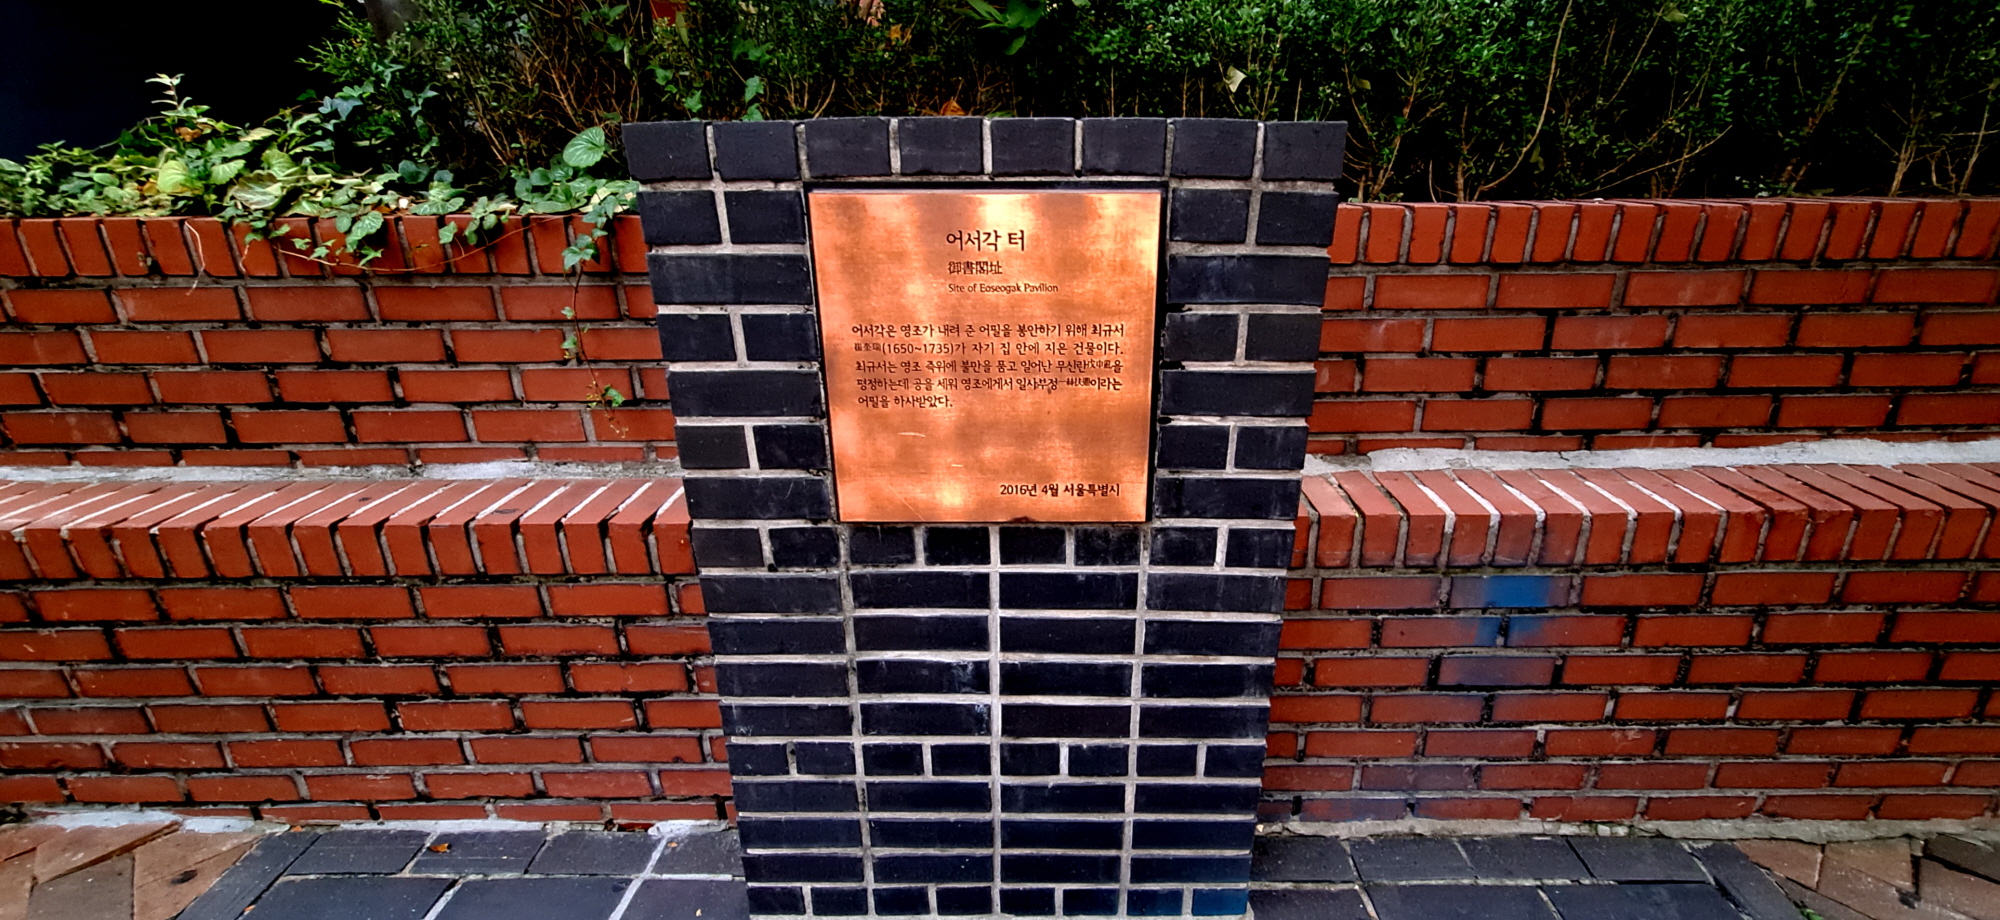 어서각 터
御書閣址
Site of Eoseogak Pavilion
어서각은 영조가 내려 준 어필을 봉안하기 위해 최규서
崔奎瑞(1650~1735)가 자기 집 안에 지은 건물이다.
최규서는 영조 즉위에 불만을 품고 일어난 무신란戊申亂을
평정하는데 공을 세워 영조에게서 일사부정一絲扶鼎이라는
어필을 하사받았다.
2016년 4월 서울특별시